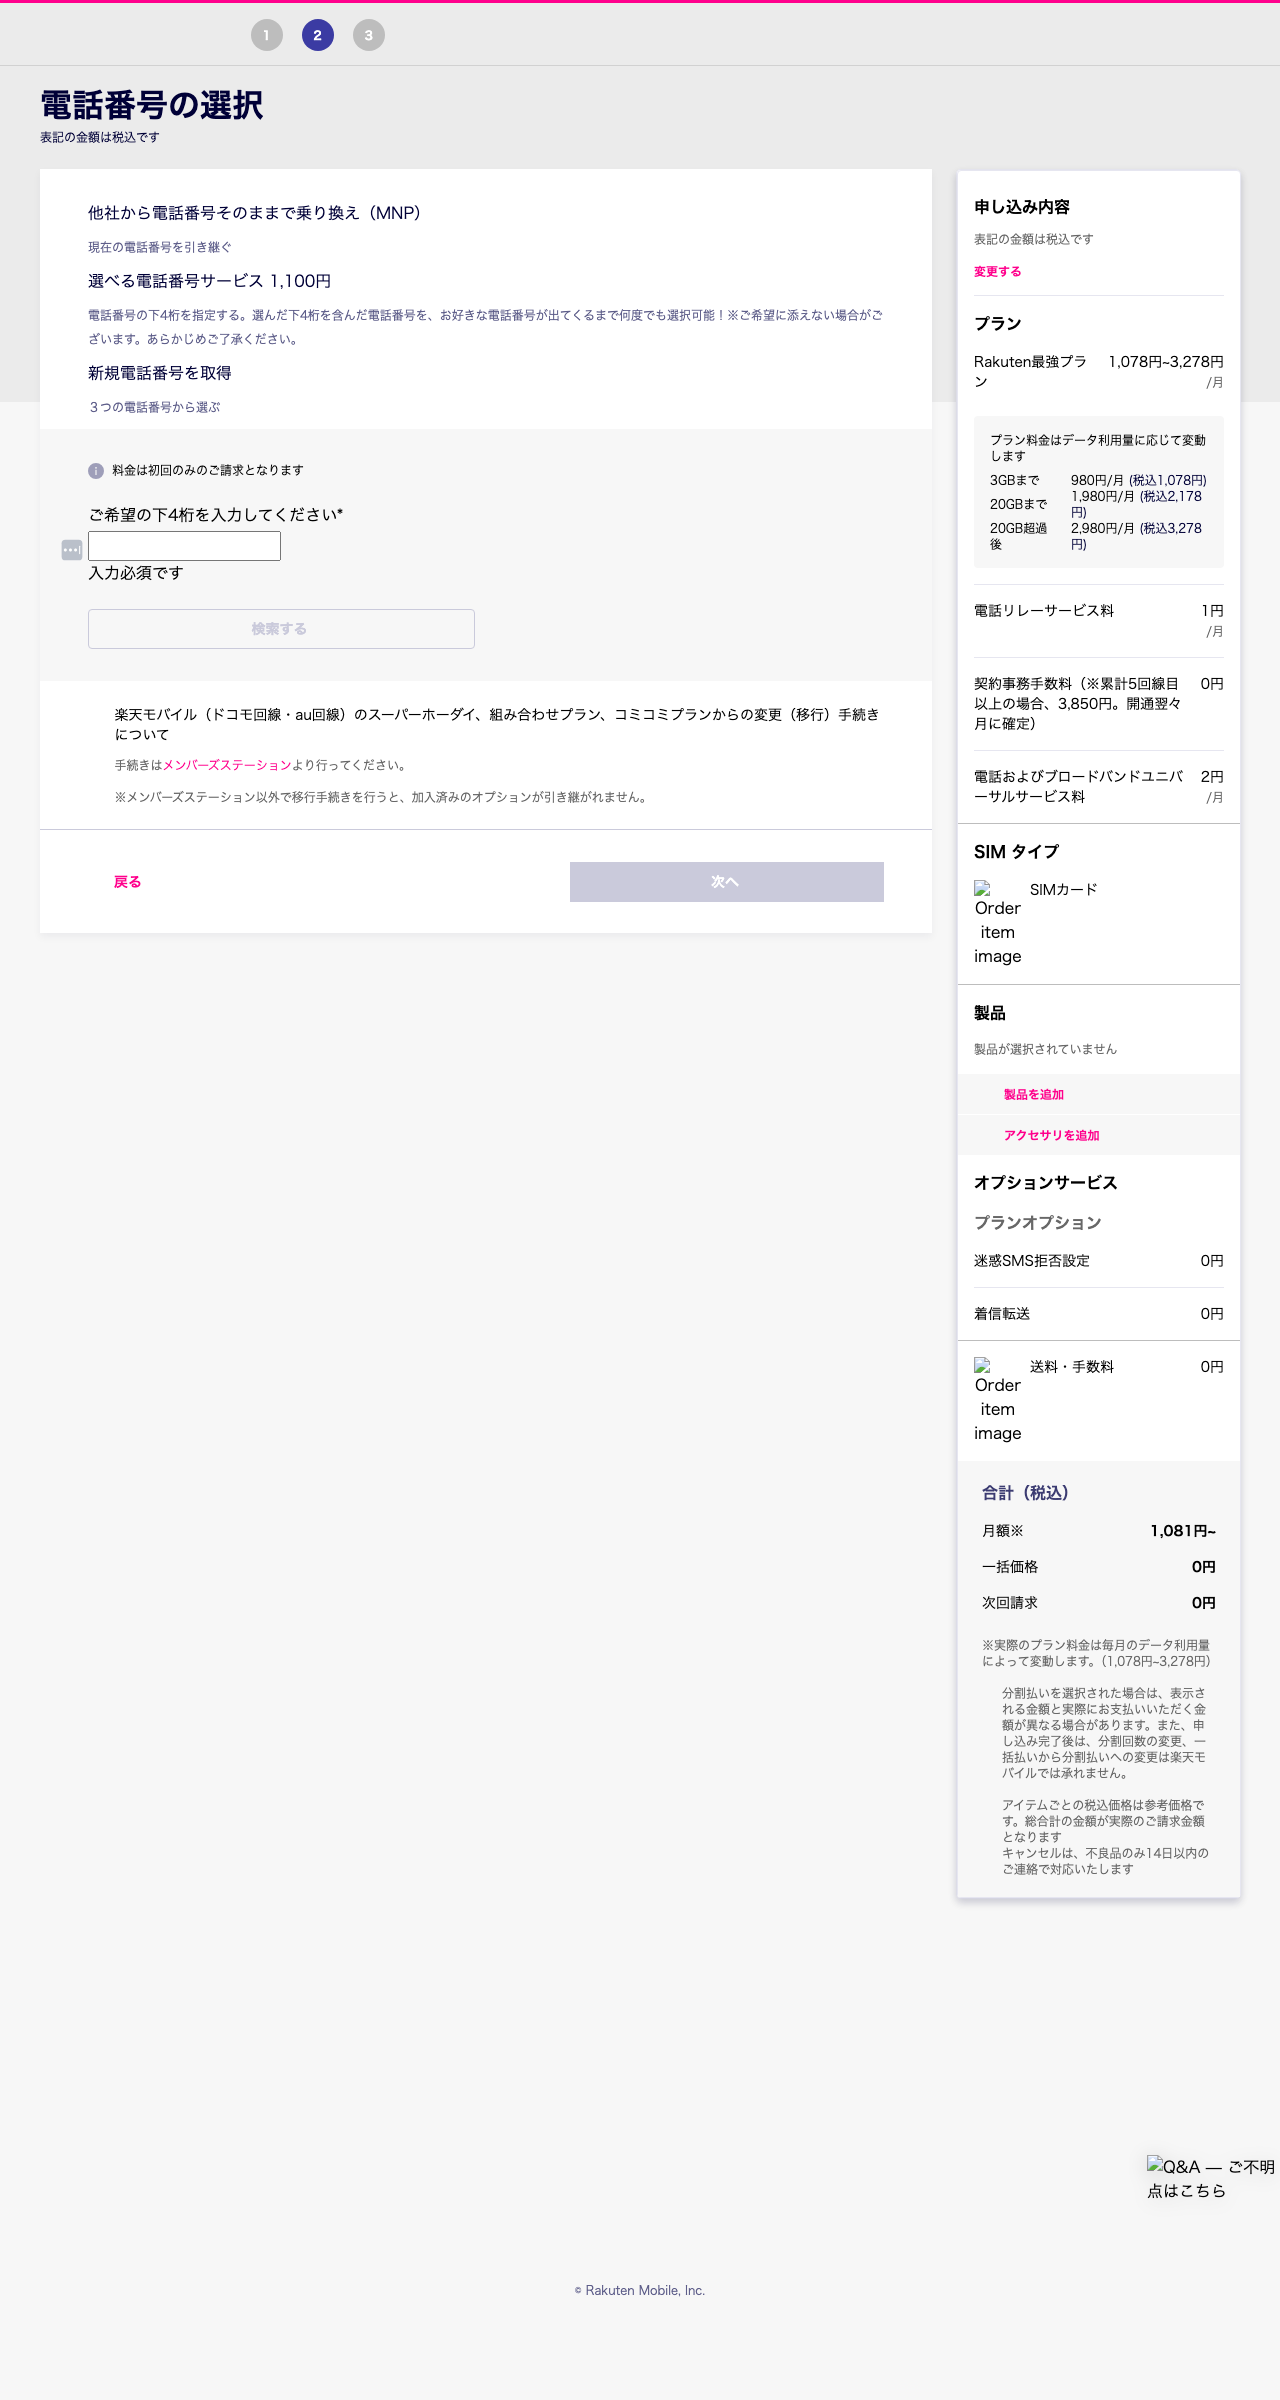 1 2 3
電話番号の選択
表記の金額は税込です
他社から電話番号そのままで乗り換え（MNP）
現在の電話番号を引き継ぐ
選べる電話番号サービス 1,100円
電話番号の下4桁を指定する。選んだ下4桁を含んだ電話番号を、お好きな電話番号が出てくるまで何度でも選択可能！※ご希望に添えない場合がご
ざいます。あらかじめご了承ください。
新規電話番号を取得
３つの電話番号から選ぶ
料金は初回のみのご請求となります
ご希望の下4桁を入力してください*
入力必須です
検索する
楽天モバイル（ドコモ回線・au回線）のスーパーホーダイ、組み合わせプラン、コミコミプランからの変更（移行）手続き
について
手続きはメンバーズステーションより行ってください。
※メンバーズステーション以外で移行手続きを行うと、加入済みのオプションが引き継がれません。
戻る
次へ
申し込み内容
表記の金額は税込です
変更する
プラン
Rakuten最強プラ 1,078円~3,278円
ン /月
プラン料金はデータ利用量に応じて変動
します
3GBまで 980円/月 (税込1,078円)
20GBまで 1,980円/月 (税込2,178
円)
20GB超過 2,980円/月 (税込3,278
後 円)
電話リレーサービス料 1円
/月
契約事務手数料（※累計5回線目 0円
以上の場合、3,850円。開通翌々
月に確定）
電話およびブロードバンドユニバ 2円
ーサルサービス料 /月
SIM タイプ
Order SIMカード
item
image
製品
製品が選択されていません
製品を追加
アクセサリを追加
オプションサービス
プランオプション
迷惑SMS拒否設定 0円
着信転送 0円
Order 送料・手数料 0円
item
image
合計（税込）
月額※ 1,081円~
一括価格 0円
次回請求 0円
※実際のプラン料金は毎月のデータ利用量
によって変動します。（1,078円~3,278円）
分割払いを選択された場合は、表示さ
れる金額と実際にお支払いいただく金
額が異なる場合があります。また、申
し込み完了後は、分割回数の変更、一
括払いから分割払いへの変更は楽天モ
バイルでは承れません。
アイテムごとの税込価格は参考価格で
す。総合計の金額が実際のご請求金額
となります
キャンセルは、不良品のみ14日以内の
ご連絡で対応いたします
Q&A — ご不明
点はこちら
© Rakuten Mobile, Inc.